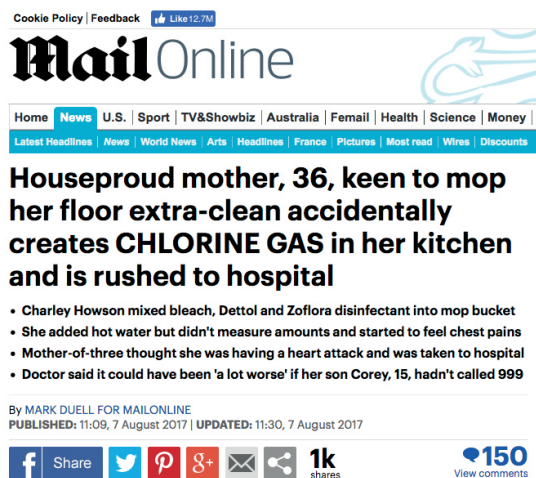 Cookie Policy | Feedback Like 12.7M
Mail Online
Home News U.S. | Sport | TV&Showbiz | Australia | Femail | Health | Science | Money |
Latest Headlines | News | World News | Arts | Headlines | France | Pictures | Most read | Wires | Discounts
Houseproud mother, 36, keen to mop
her floor extra-clean accidentally
creates CHLORINE GAS in her kitchen
and is rushed to hospital
• Charley Howson mixed bleach, Dettol and Zoflora disinfectant into mop bucket
• She added hot water but didn't measure amounts and started to feel chest pains
• Mother-of-three thought she was having a heart attack and was taken to hospital
• Doctor said it could have been 'a lot worse' if her son Corey, 15, hadn't called 999
By MARK DUELL FOR MAILONLINE
PUBLISHED: 11:09, 7 August 2017 | UPDATED: 11:30, 7 August 2017
f Share g+ 1k 150
shares View comments